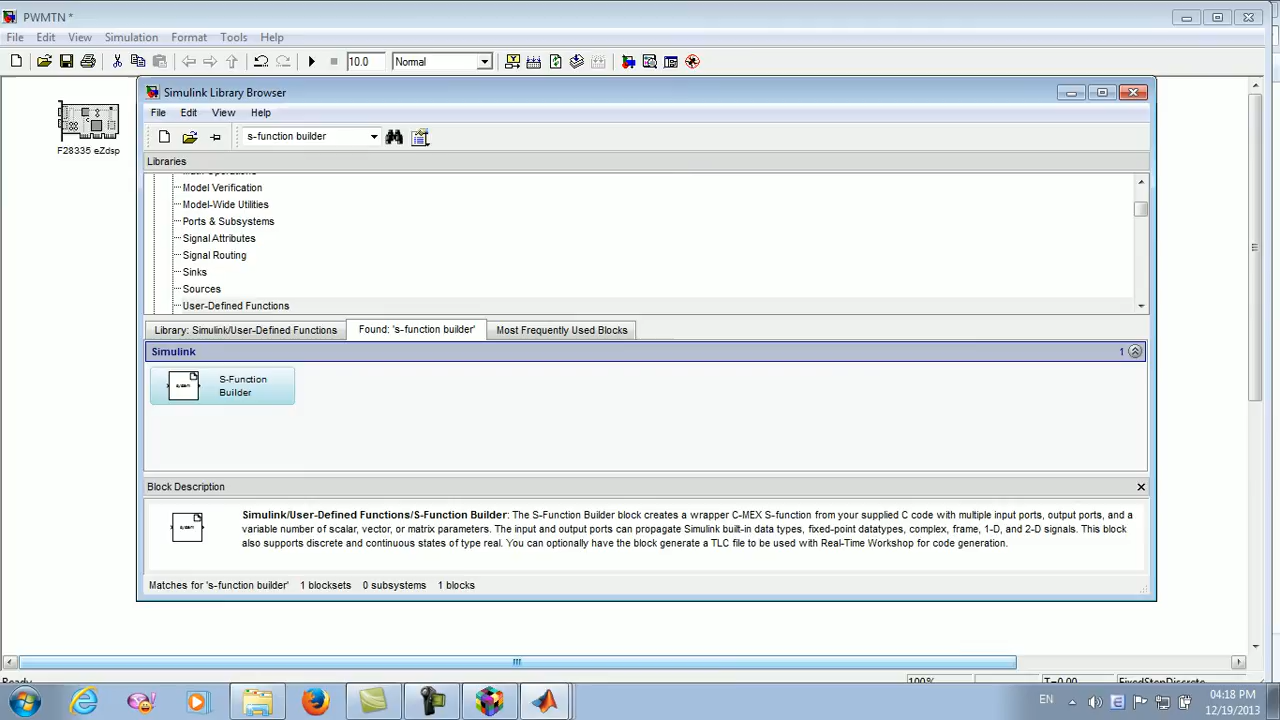 PWMTN *
File Edit View Simulation Format Tools Help
10.0 Normal
F28335 eZdsp
Simulink Library Browser
File Edit View Help
s-function builder
Libraries
Math Operations
Model Verification
Model-Wide Utilities
Ports & Subsystems
Signal Attributes
Signal Routing
Sinks
Sources
User-Defined Functions
Library: Simulink/User-Defined Functions Found: 's-function builder' Most Frequently Used Blocks
Simulink 1
S-Function
Builder
Block Description
Simulink/User-Defined Functions/S-Function Builder: The S-Function Builder block creates a wrapper C-MEX S-function from your supplied C code with multiple input ports, output ports, and a
variable number of scalar, vector, or matrix parameters. The input and output ports can propagate Simulink built-in data types, fixed-point datatypes, complex, frame, 1-D, and 2-D signals. This block
also supports discrete and continuous states of type real. You can optionally have the block generate a TLC file to be used with Real-Time Workshop for code generation.
Matches for 's-function builder' 1 blocksets 0 subsystems 1 blocks
Ready 100% T=0.00 FixedStepDiscrete
EN
04:18 PM
12/19/2013